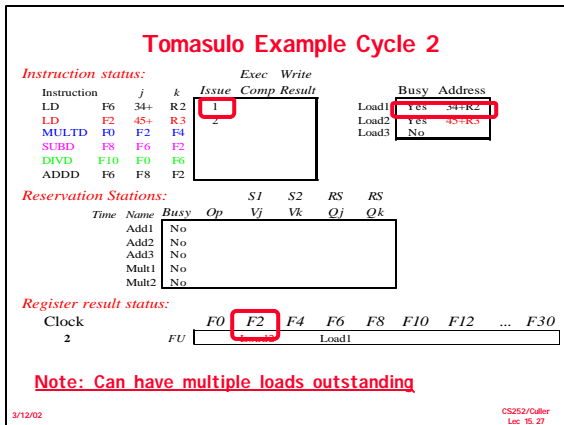 Tomasulo Example Cycle 2
Instruction status: Exec Write
Instruction j k Issue Comp Result Busy Address
LD F6 34+ R2 1 Load1 Yes 34+R2
LD F2 45+ R3 2 Load2 Yes 45+R3
MULTD F0 F2 F4 Load3 No
SUBD F8 F6 F2
DIVD F10 F0 F6
ADDD F6 F8 F2
Reservation Stations: S1 S2 RS RS
Time Name Busy Op Vj Vk Qj Qk
Add1 No
Add2 No
Add3 No
Mult1 No
Mult2 No
Register result status:
Clock F0 F2 F4 F6 F8 F10 F12 ... F30
2 FU Load2 Load1
Note: Can have multiple loads outstanding
3/12/02 CS252/Culler
Lec 15. 27